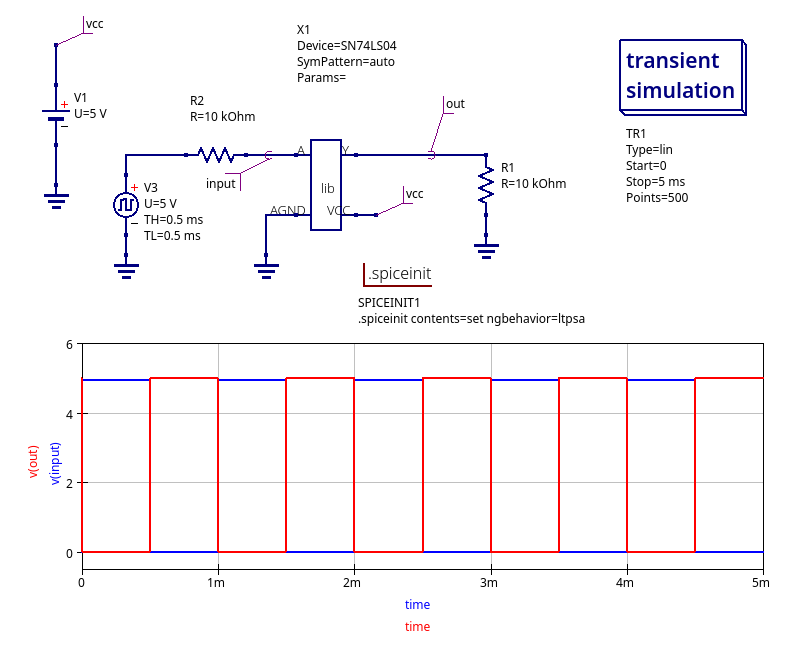 vcc
X1
Device=SN74LS04
SymPattern=auto
Params=
transient
simulation
V1
U=5 V
R2
R=10 kOhm
out
TR1
Type=lin
Start=0
Stop=5 ms
Points=500
A
Y
input
lib
R1
R=10 kOhm
V3
U=5 V
TH=0.5 ms
TL=0.5 ms
AGND
VCC
vcc
.spiceinit
SPICEINIT1
.spiceinit contents=set ngbehavior=ltpsa
6
4
2
0
v(out)
v(input)
0
1m
2m
3m
4m
5m
time
time